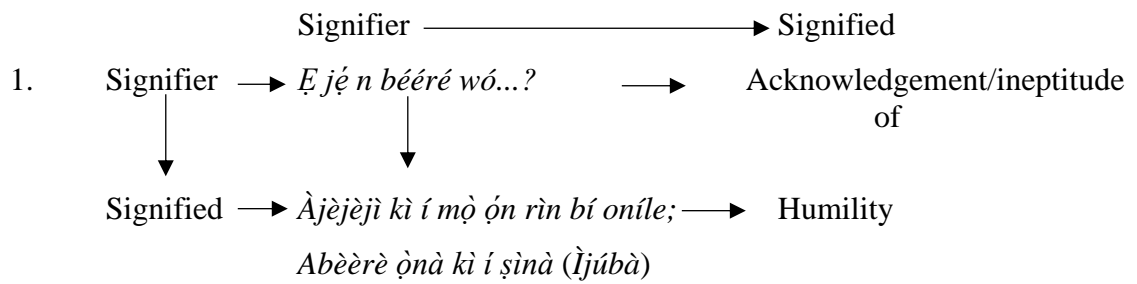 Signifier Signified
1. Signifier Ẹ jẹ́ n bééré wó...? Acknowledgement/ineptitude
of
Signified Àjèjèjì kì í mọ̀ ọ́n rìn bí oníle; Humility
Abèèrè ọ̀nà kì í ṣìnà (Ìjúbà)